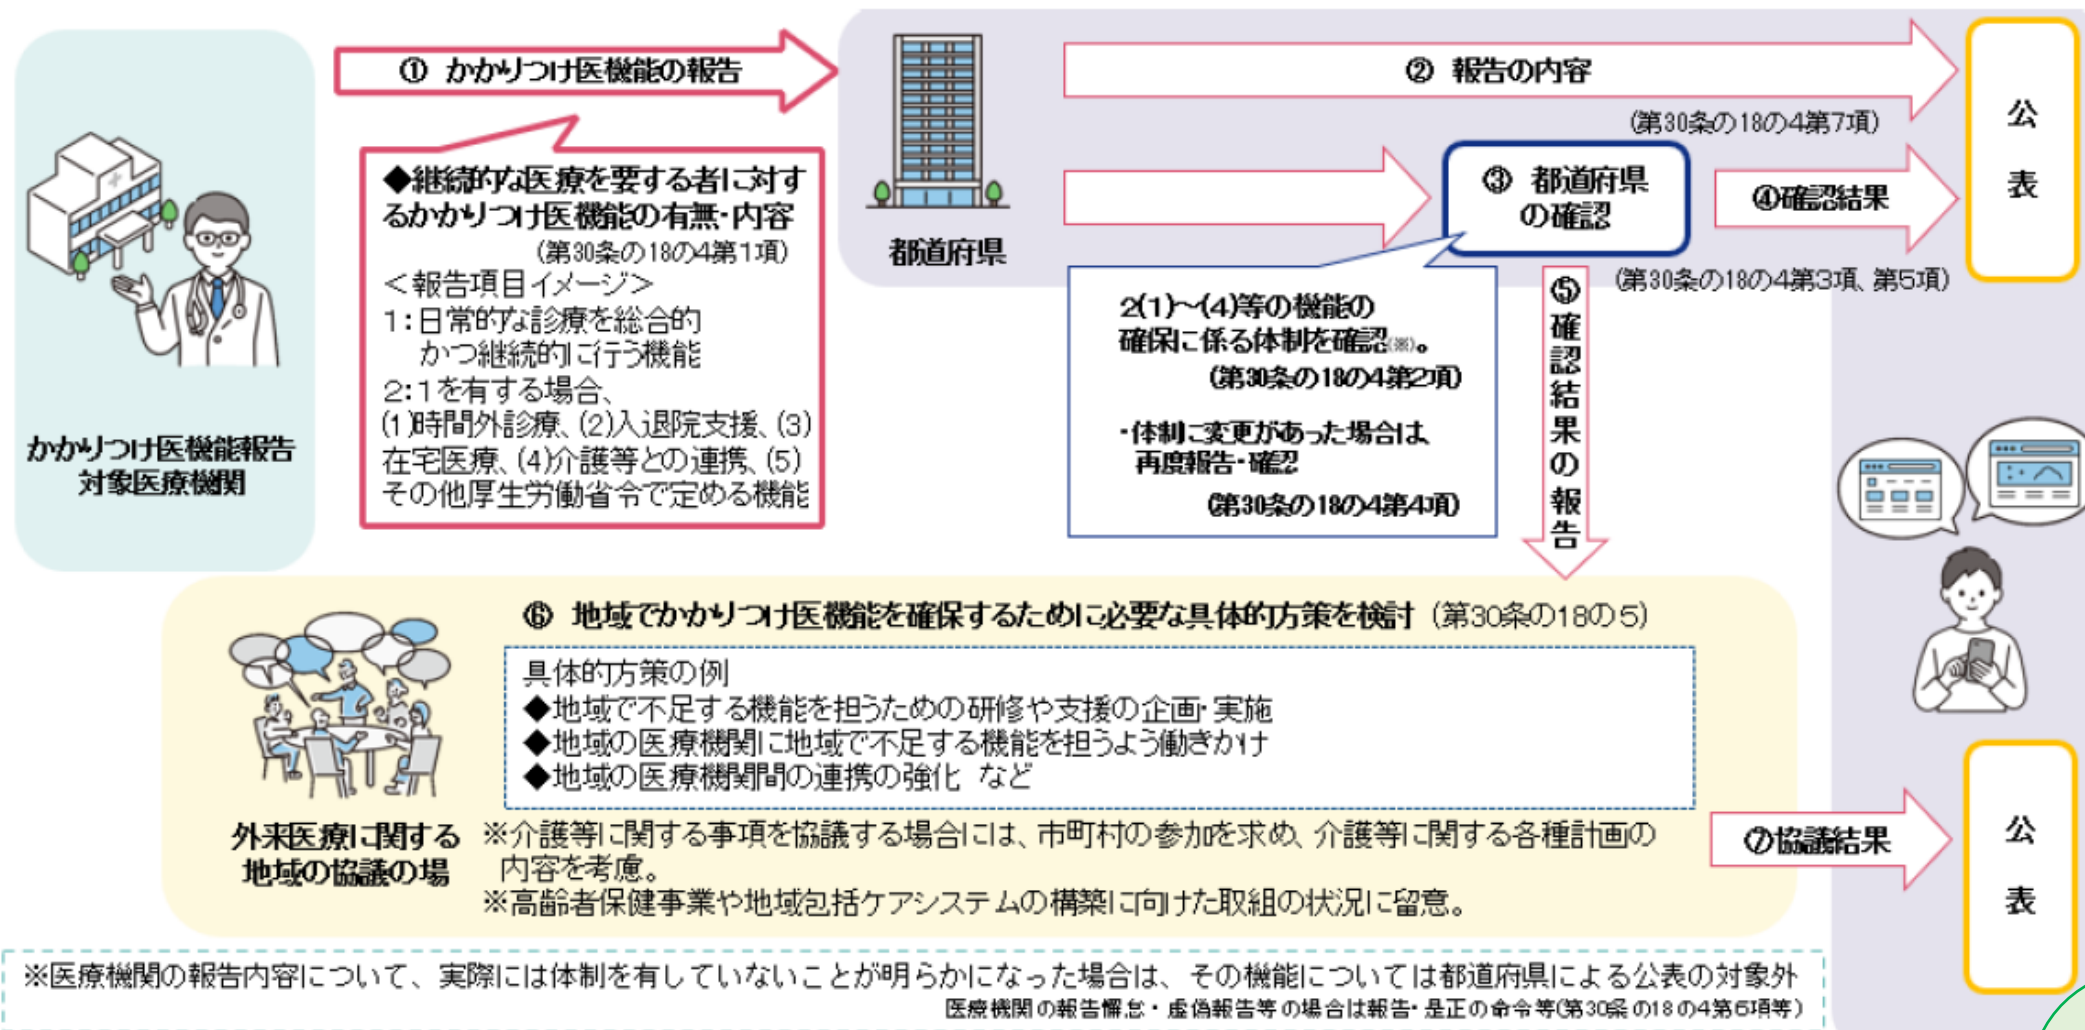 ① かかりつけ医機能の報告
② 報告の内容
(第30条の18の4第7項)
公表
◆継続的な医療を要する者に対す
るかかりつけ医機能の有無・内容
(第30条の18の4第1項)
＜報告項目イメージ＞
1：日常的な診療を総合的
かつ継続的に行う機能
2：1を有する場合、
(1)時間外診療、(2)入退院支援、(3)
在宅医療、(4)介護等との連携、(5)
その他厚生労働省令で定める機能
かかりつけ医機能報告
対象医療機関
都道府県
③ 都道府県
の確認
④確認結果
(第30条の18の4第3項、第5項)
2(1)～(4)等の機能の
確保に係る体制を確認(※)。
(第30条の18の4第2項)
・体制に変更があった場合は、
再度報告・確認
(第30条の18の4第4項)
⑤確認結果の報告
⑥ 地域でかかりつけ医機能を確保するために必要な具体的方策を検討（第30条の18の5）
具体的方策の例
◆地域で不足する機能を担うための研修や支援の企画・実施
◆地域の医療機関に地域で不足する機能を担うよう働きかけ
◆地域の医療機関間の連携の強化 など
外来医療に関する
地域の協議の場
※介護等に関する事項を協議する場合には、市町村の参加を求め、介護等に関する各種計画の
内容を考慮。
※高齢者保健事業や地域包括ケアシステムの構築に向けた取組の状況に留意。
⑦協議結果
公表
※医療機関の報告内容について、実際には体制を有していないことが明らかになった場合は、その機能については都道府県による公表の対象外
医療機関の報告懈怠・虚偽報告等の場合は報告・是正の命令等(第30条の18の4第6項等)